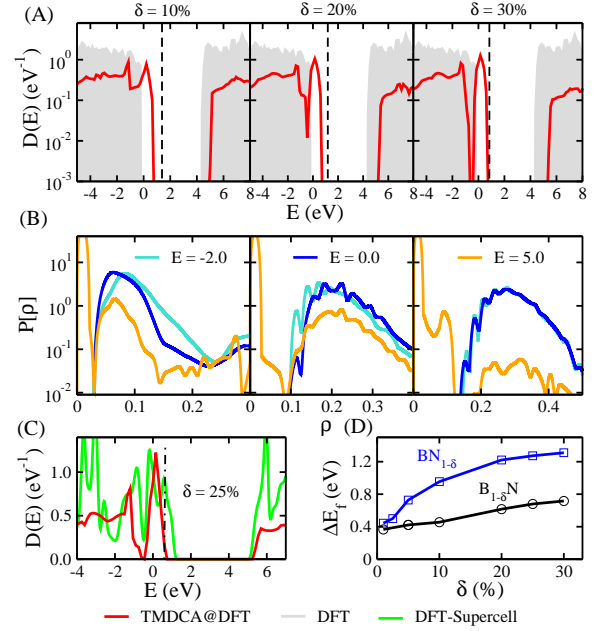 (A)
δ = 10% δ = 20% δ = 30%
D(E) (eV⁻¹)
10⁰
10⁻¹
10⁻²
10⁻³
-4 -2 0 2 4 6 8 -4 -2 0 2 4 6 8 -4 -2 0 2 4 6 8
E (eV)
(B)
E = -2.0 E = 0.0 E = 5.0
P[ρ]
10¹
10⁰
10⁻¹
10⁻²
0 0.1 0.2 0 0.1 0.2 0.3 0 0.2 0.4
ρ
(C)
D(E) (eV⁻¹)
1.0
0.5
0.0
δ = 25%
-4 -2 0 2 4 6
E (eV)
(D)
ΔE_f (eV)
1.2
0.8
0.4
0
BN₁₋δ
B₁₋δN
0 10 20 30
δ (%)
TMDCA@DFT DFT DFT-Supercell